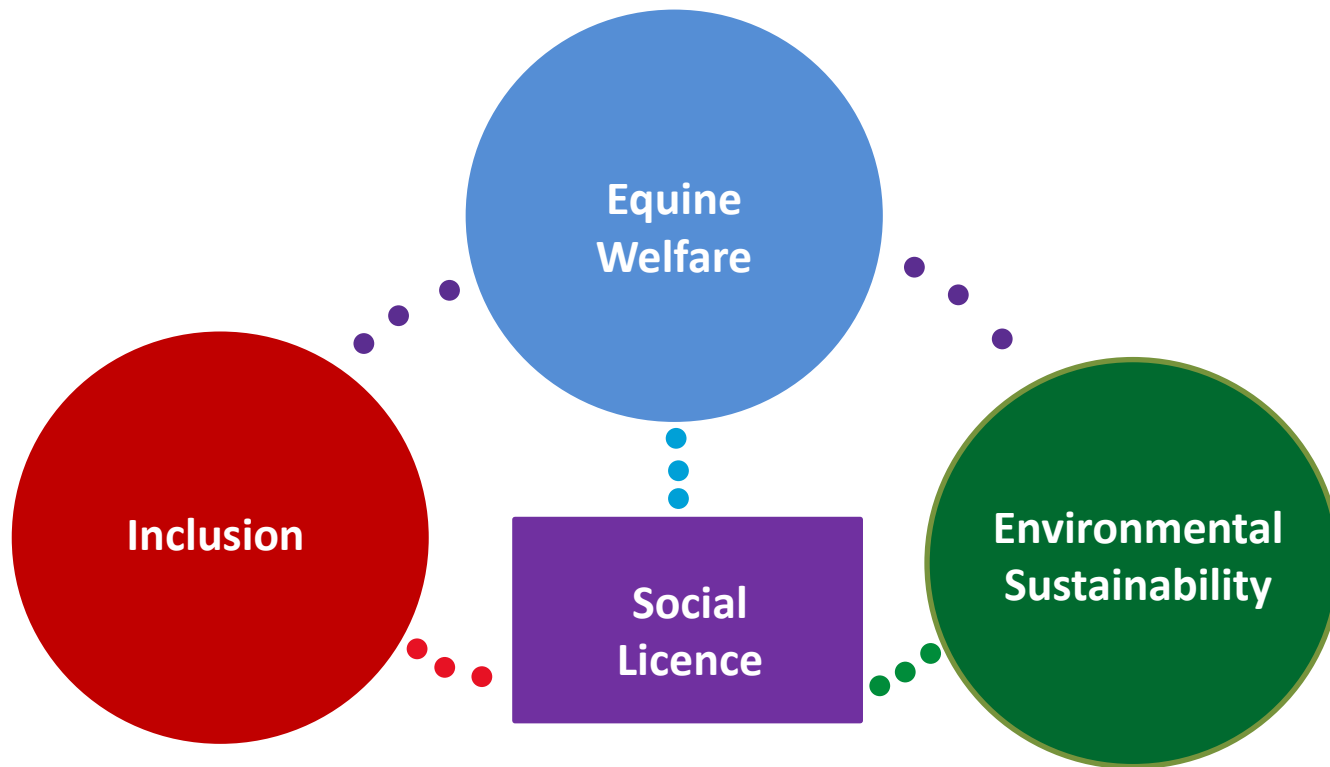 Equine
Welfare
Inclusion
Environmental
Sustainability
Social
Licence